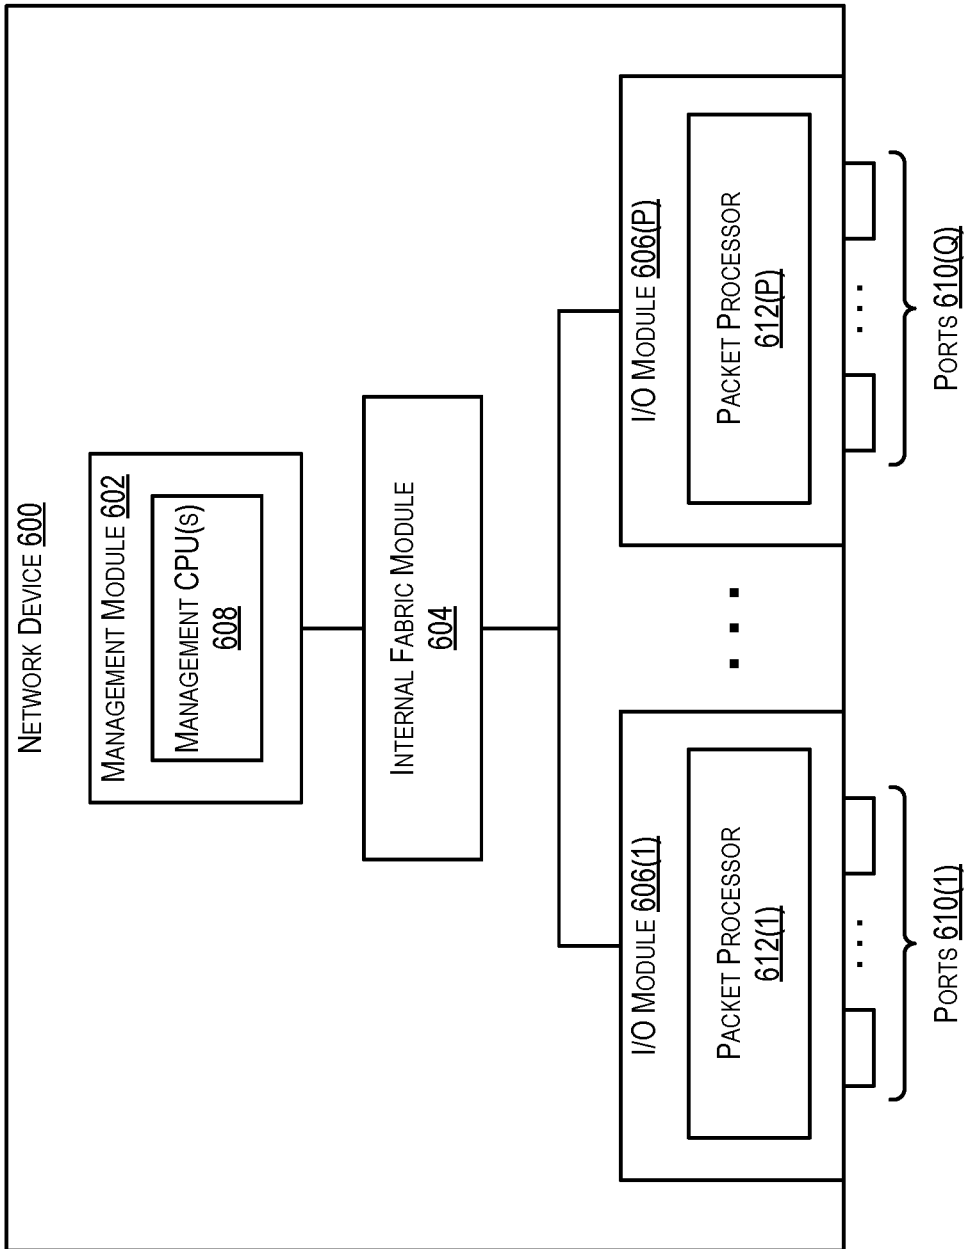 NETWORK DEVICE 600
MANAGEMENT MODULE 602
MANAGEMENT CPU(S)
608
INTERNAL FABRIC MODULE
604
I/O MODULE 606(1)
PACKET PROCESSOR
612(1)
...
I/O MODULE 606(P)
PACKET PROCESSOR
612(P)
...
PORTS 610(1)
...
PORTS 610(Q)